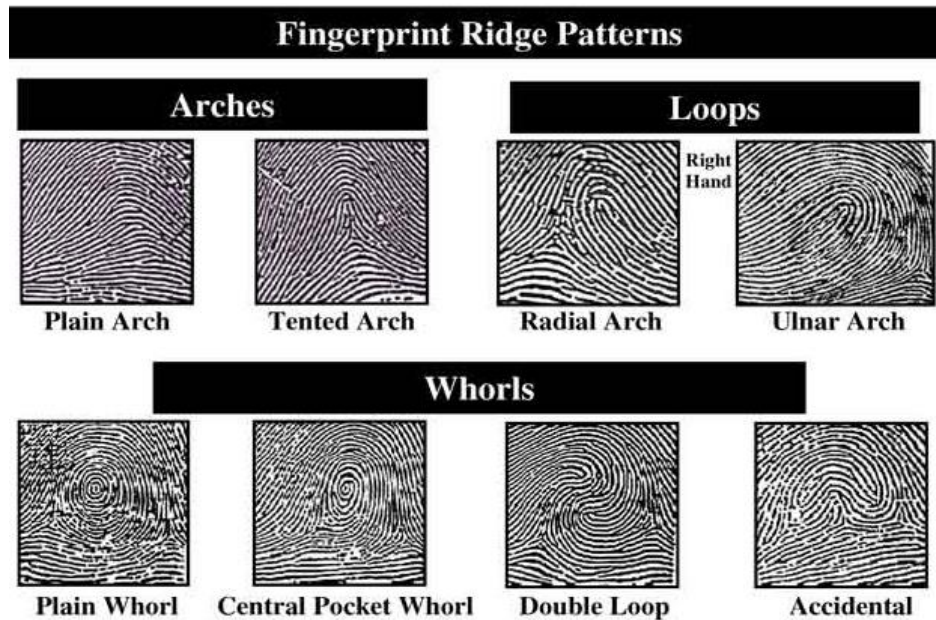 Fingerprint Ridge Patterns
Arches
Loops
Right
Hand
Plain Arch
Tented Arch
Radial Arch
Ulnar Arch
Whorls
Plain Whorl
Central Pocket Whorl
Double Loop
Accidental